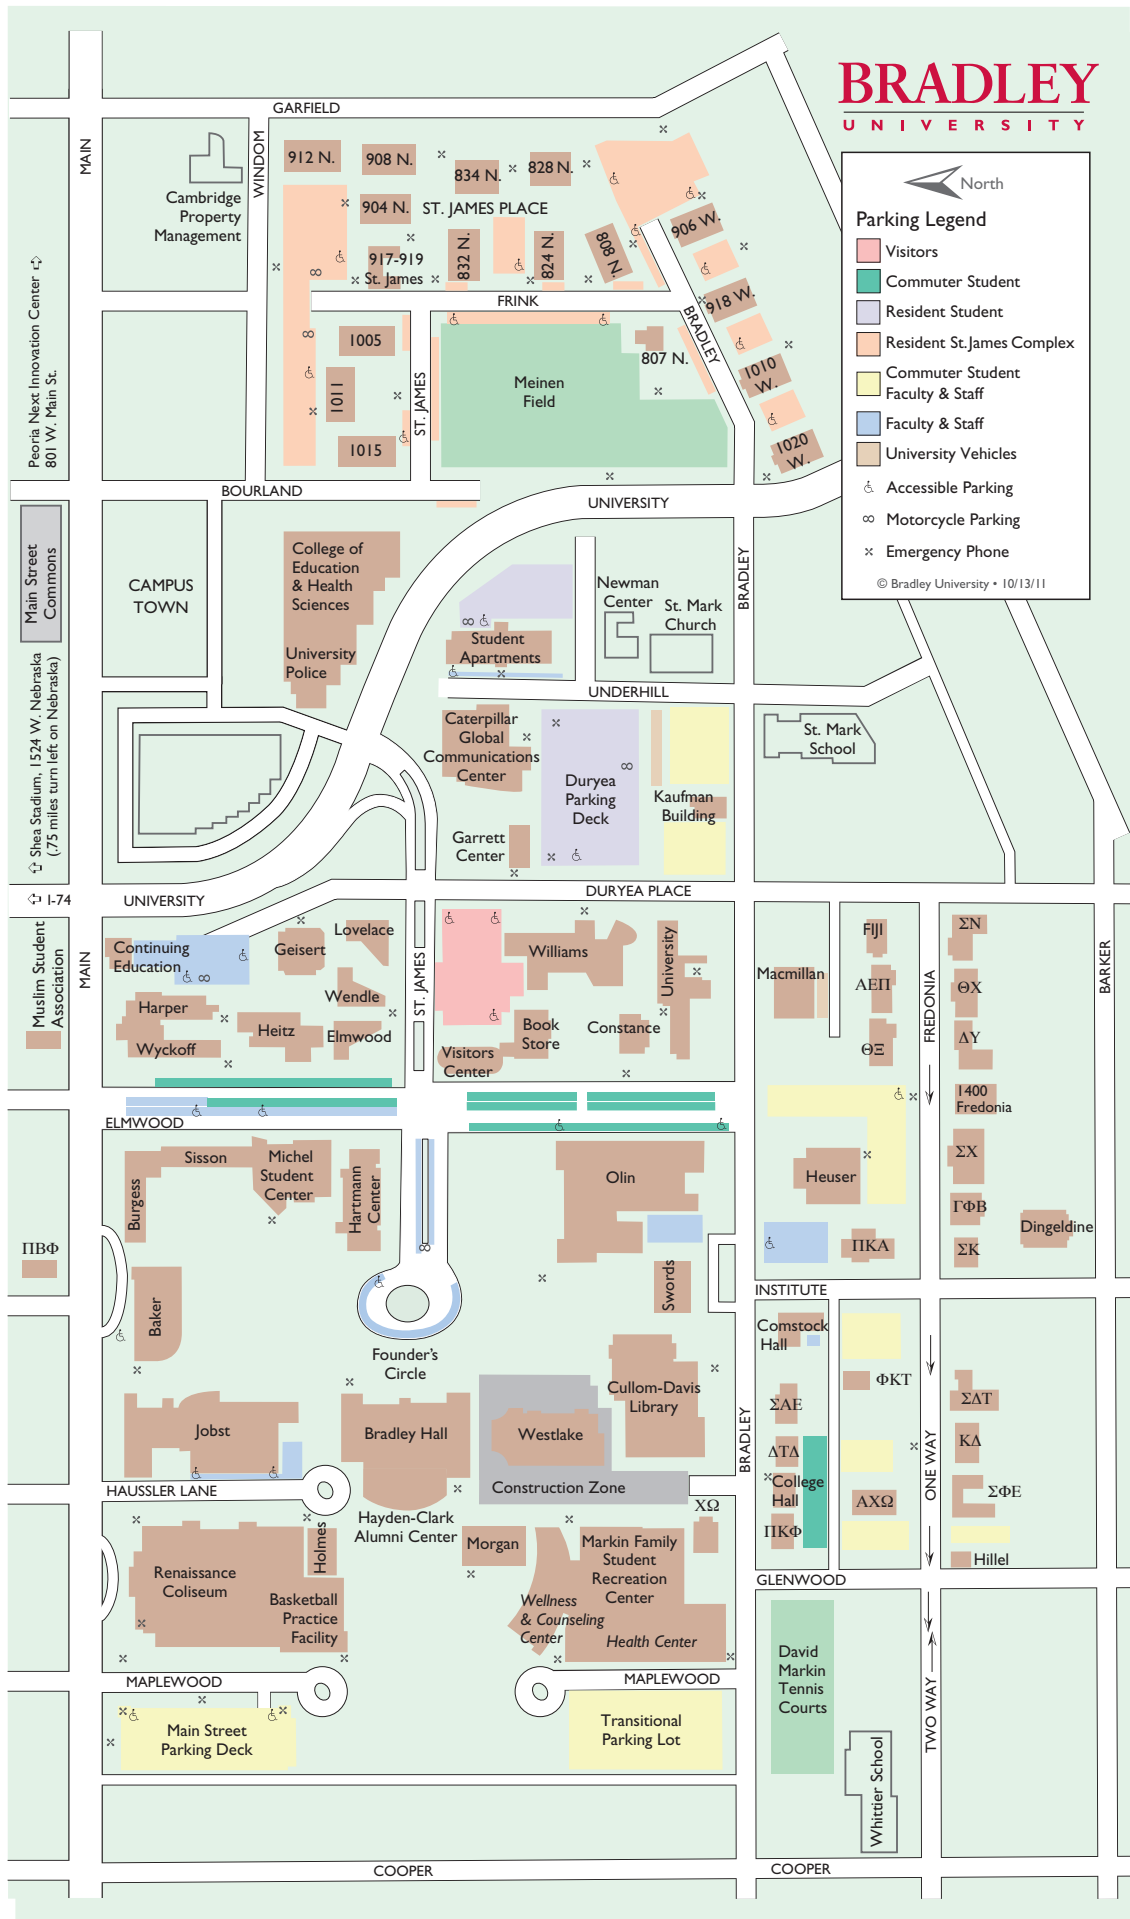 BRADLEY
UNIVERSITY
North
Parking Legend
Visitors
Commuter Student
Resident Student
Resident St.James Complex
Commuter Student
Faculty & Staff
Faculty & Staff
University Vehicles
Accessible Parking
Motorcycle Parking
Emergency Phone
© Bradley University • 10/13/11
GARFIELD
MAIN
WINDOM
Cambridge
Property
Management
912 N.
908 N.
834 N.
828 N.
904 N.
ST. JAMES PLACE
917-919
St. James
832 N.
824 N.
808 N.
906 W.
918 W.
1010
W.
1020
W.
FRINK
BRADLEY
1005
1011
1015
ST. JAMES
Meinen
Field
807 N.
Peoria Next Innovation Center
801 W. Main St.
BOURLAND
UNIVERSITY
Main Street
Commons
CAMPUS
TOWN
College of
Education
& Health
Sciences
University
Police
Student
Apartments
Newman
Center
St. Mark
Church
BRADLEY
UNDERHILL
Shea Stadium, 1524 W. Nebraska
(.75 miles turn left on Nebraska)
Caterpillar
Global
Communications
Center
Duryea
Parking
Deck
Kaufman
Building
Garrett
Center
St. Mark
School
I-74
UNIVERSITY
DURYEA PLACE
Muslim Student
Association
MAIN
Continuing
Education
Geisert
Lovelace
Wendle
Harper
Heitz
Elmwood
Wyckoff
ST. JAMES
Williams
University
Book
Store
Constance
Visitors
Center
Macmillan
FIJI
ΑΕΠ
ΘΞ
FREDONIA
ΣΝ
ΘΧ
ΔΥ
1400
Fredonia
BARKER
ELMWOOD
Burgess
Sisson
Michel
Student
Center
Hartmann
Center
Olin
Heuser
ΣΧ
ΓΦΒ
Dingeldine
ΠΒΦ
ΠΚΑ
ΣΚ
Swords
INSTITUTE
Baker
Founder's
Circle
Comstock
Hall
ΦΚΤ
Cullom-Davis
Library
ΣΑΕ
ΣΔΤ
Jobst
Bradley Hall
Westlake
BRADLEY
ΔΤΔ
ΚΔ
ONE WAY
HAUSSLER LANE
Construction Zone
College
Hall
ΑΧΩ
ΣΦΕ
Hayden-Clark
Alumni Center
ΧΩ
ΠΚΦ
Holmes
Morgan
Markin Family
Student
Recreation
Center
Renaissance
Coliseum
Hillel
GLENWOOD
Basketball
Practice
Facility
Wellness
& Counseling
Center
Health Center
MAPLEWOOD
MAPLEWOOD
David
Markin
Tennis
Courts
TWO WAY
Main Street
Parking Deck
Transitional
Parking Lot
Whittier School
COOPER
COOPER